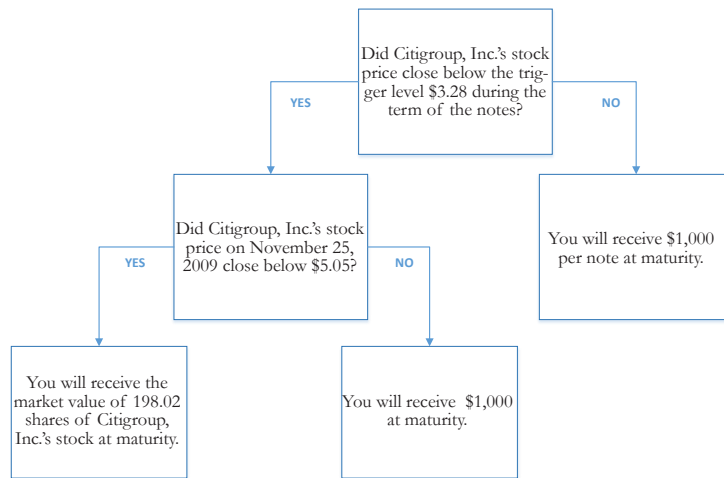 Did Citigroup, Inc.'s stock
price close below the trig-
ger level $3.28 during the
term of the notes?
YES
NO
Did Citigroup, Inc.'s stock
price on November 25,
2009 close below $5.05?
You will receive $1,000
per note at maturity.
YES
NO
You will receive the
market value of 198.02
shares of Citigroup,
Inc.'s stock at maturity.
You will receive $1,000
at maturity.